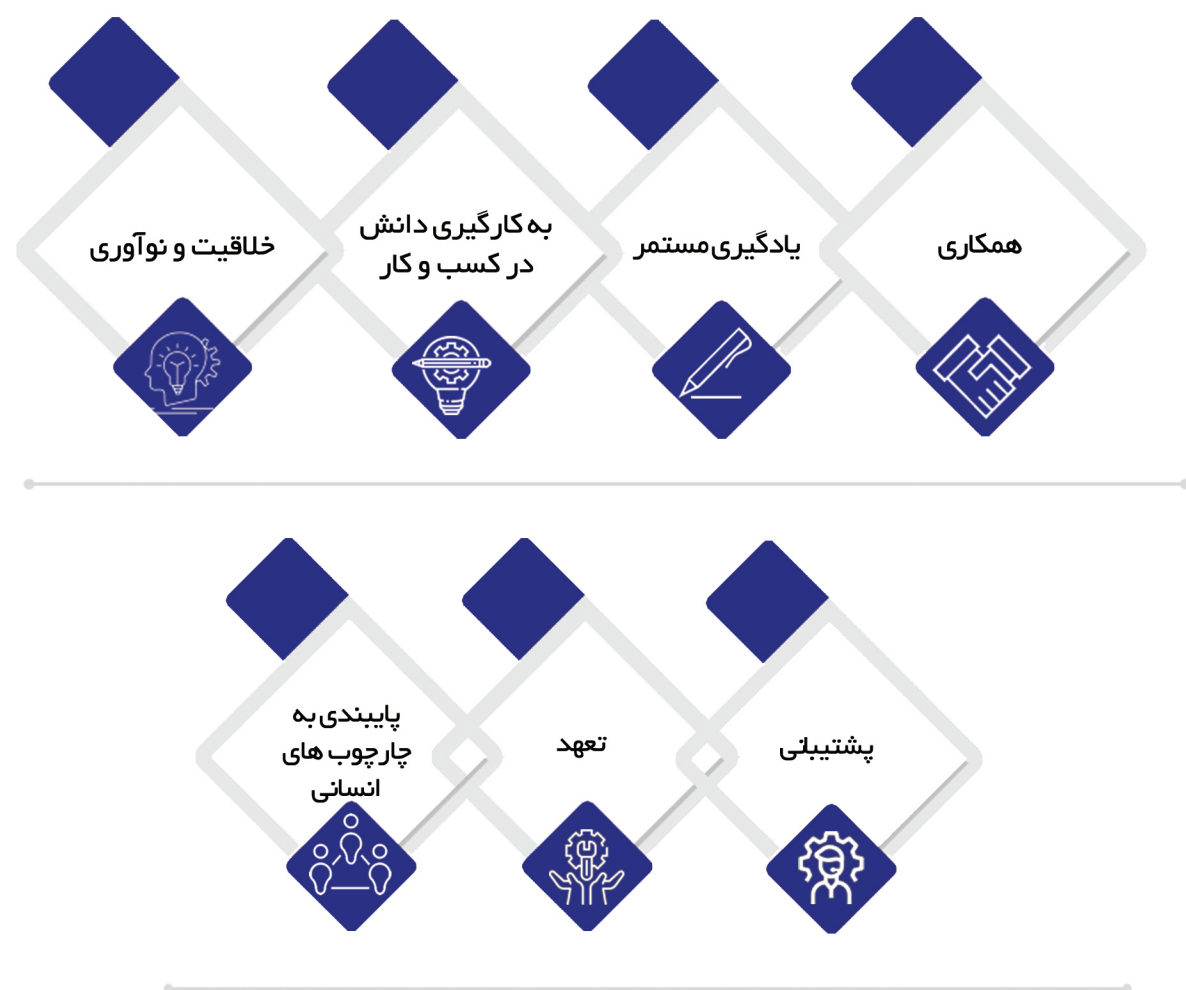 همکاری
یادگیری مستمر
به کارگیری دانش
در کسب و کار
خلاقیت و نوآوری
پشتیبانی
تعهد
پایبندی به
چارچوب های
انسانی